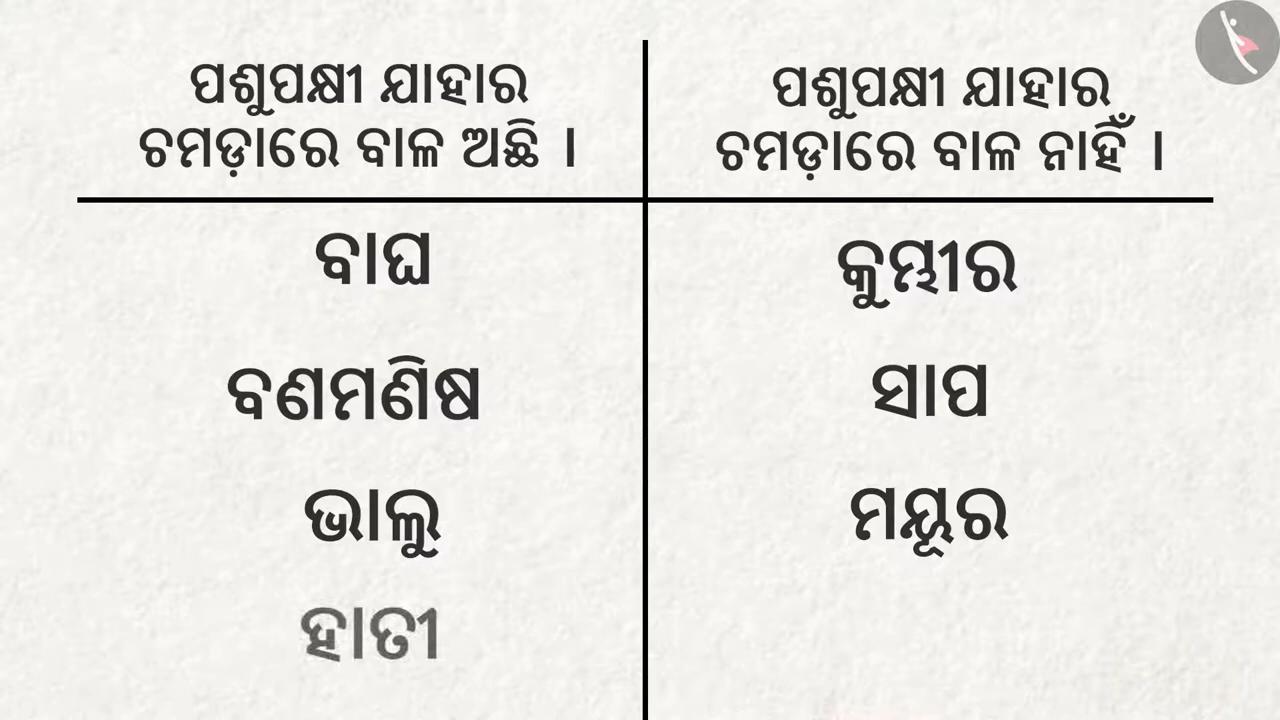 ପଶୁପକ୍ଷୀ ଯାହାର
ଚମଡ଼ାରେ ବାଳ ଅଛି ।
ବାଘ
ବଣମଣିଷ
ଭାଲୁ
ହାତୀ
ପଶୁପକ୍ଷୀ ଯାହାର
ଚମଡ଼ାରେ ବାଳ ନାହିଁ ।
କୁମ୍ଭୀର
ସାପ
ମୟୂର